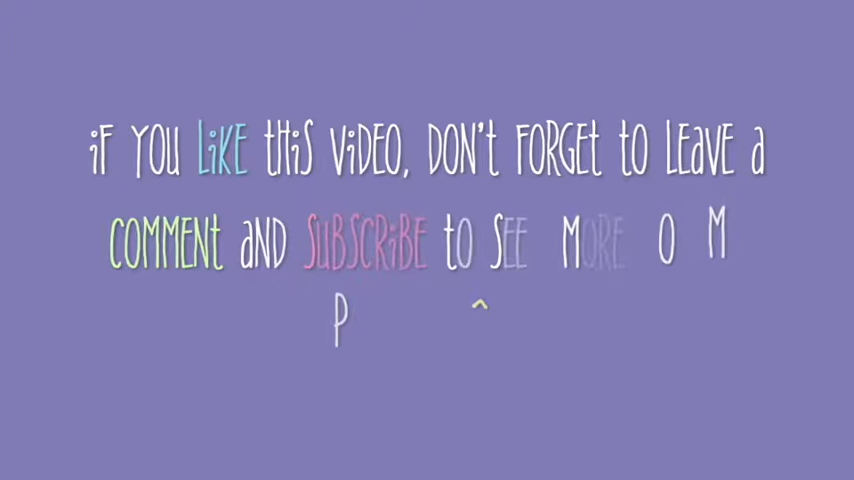 if you like this video, don't forget to leave a
comment and subscribe to see more o m
p ^